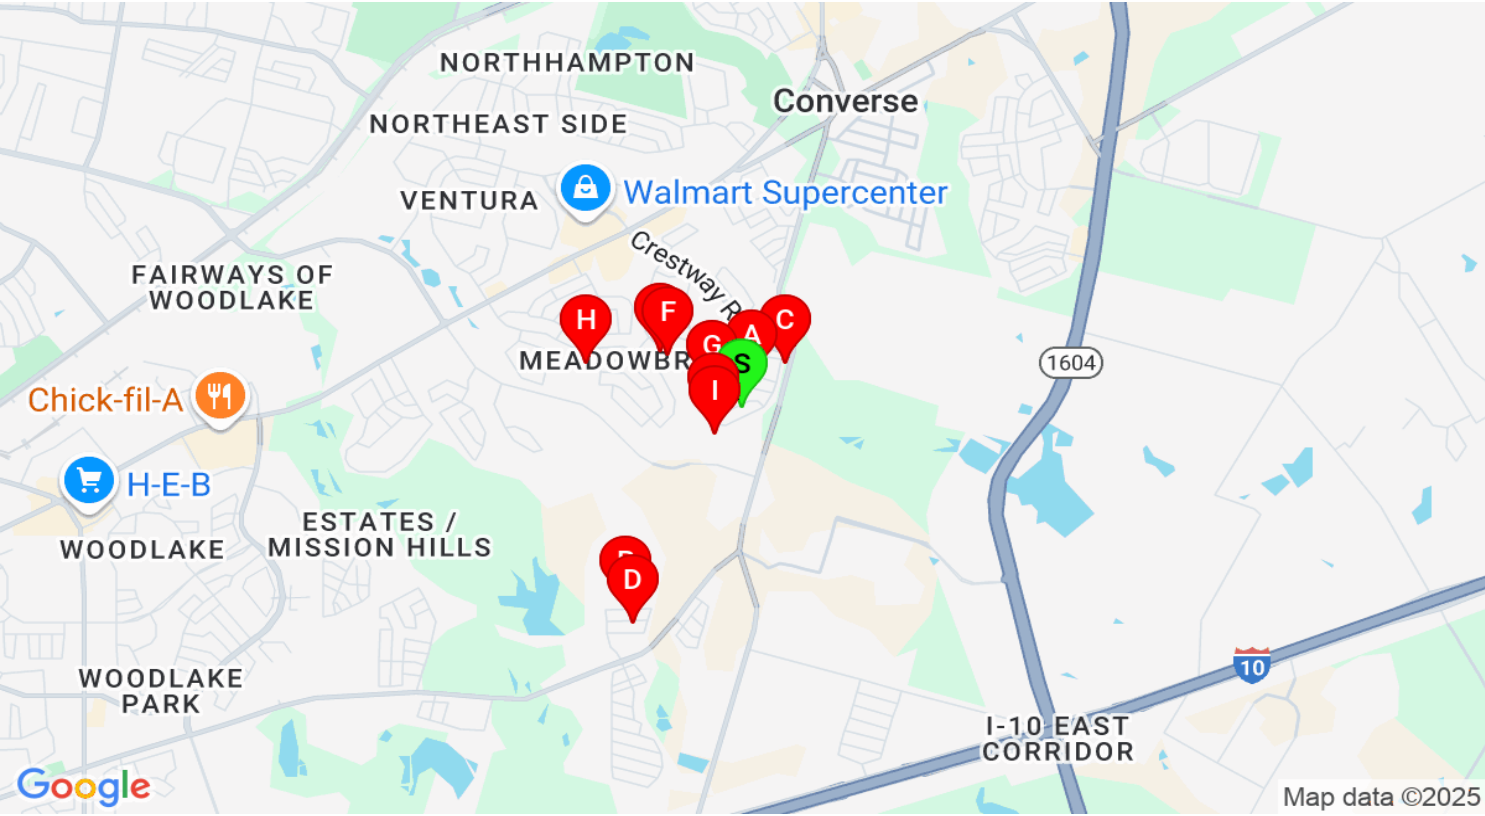 NORTHHAMPTON
Converse
NORTHEAST SIDE
VENTURA
Walmart Supercenter
Crestway R
FAIRWAYS OF
WOODLAKE
H
F
C
A
G
S
MEADOWBR
I
1604
Chick-fil-A
H-E-B
ESTATES /
MISSION HILLS
WOODLAKE
D
10
WOODLAKE
PARK
I-10 EAST
CORRIDOR
Google
Map data ©2025